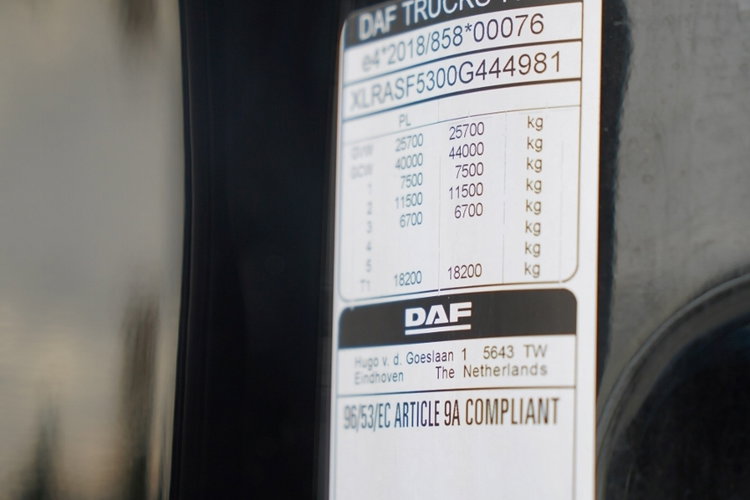 DAF TRUCKS
e4*2018/858*00076
XLRASF5300G444981
PL
GVW 25700 25700 kg
GCW 40000 44000 kg
1 7500 7500 kg
2 11500 11500 kg
3 6700 6700 kg
4 kg
5 kg
T1 18200 18200 kg
DAF
Hugo v. d. Goeslaan 1 5643 TW
Eindhoven The Netherlands
96/53/EC ARTICLE 9A COMPLIANT